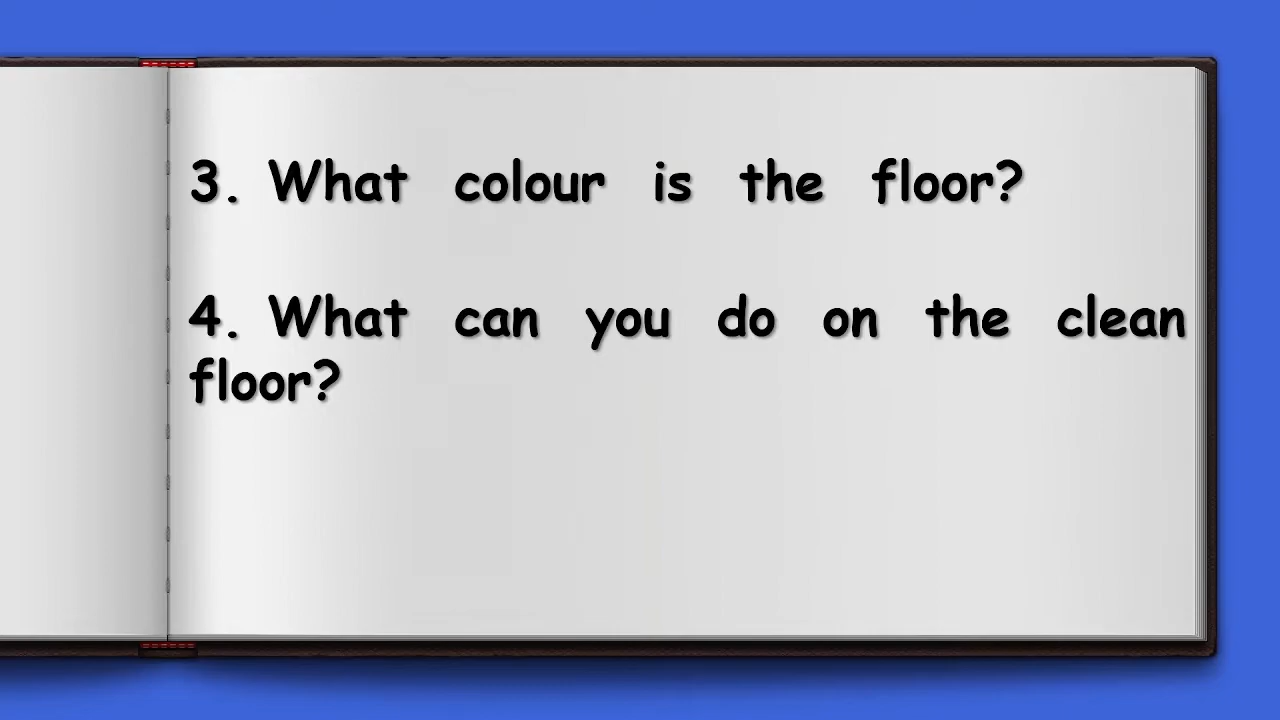 3. What colour is the floor?
4. What can you do on the clean
floor?